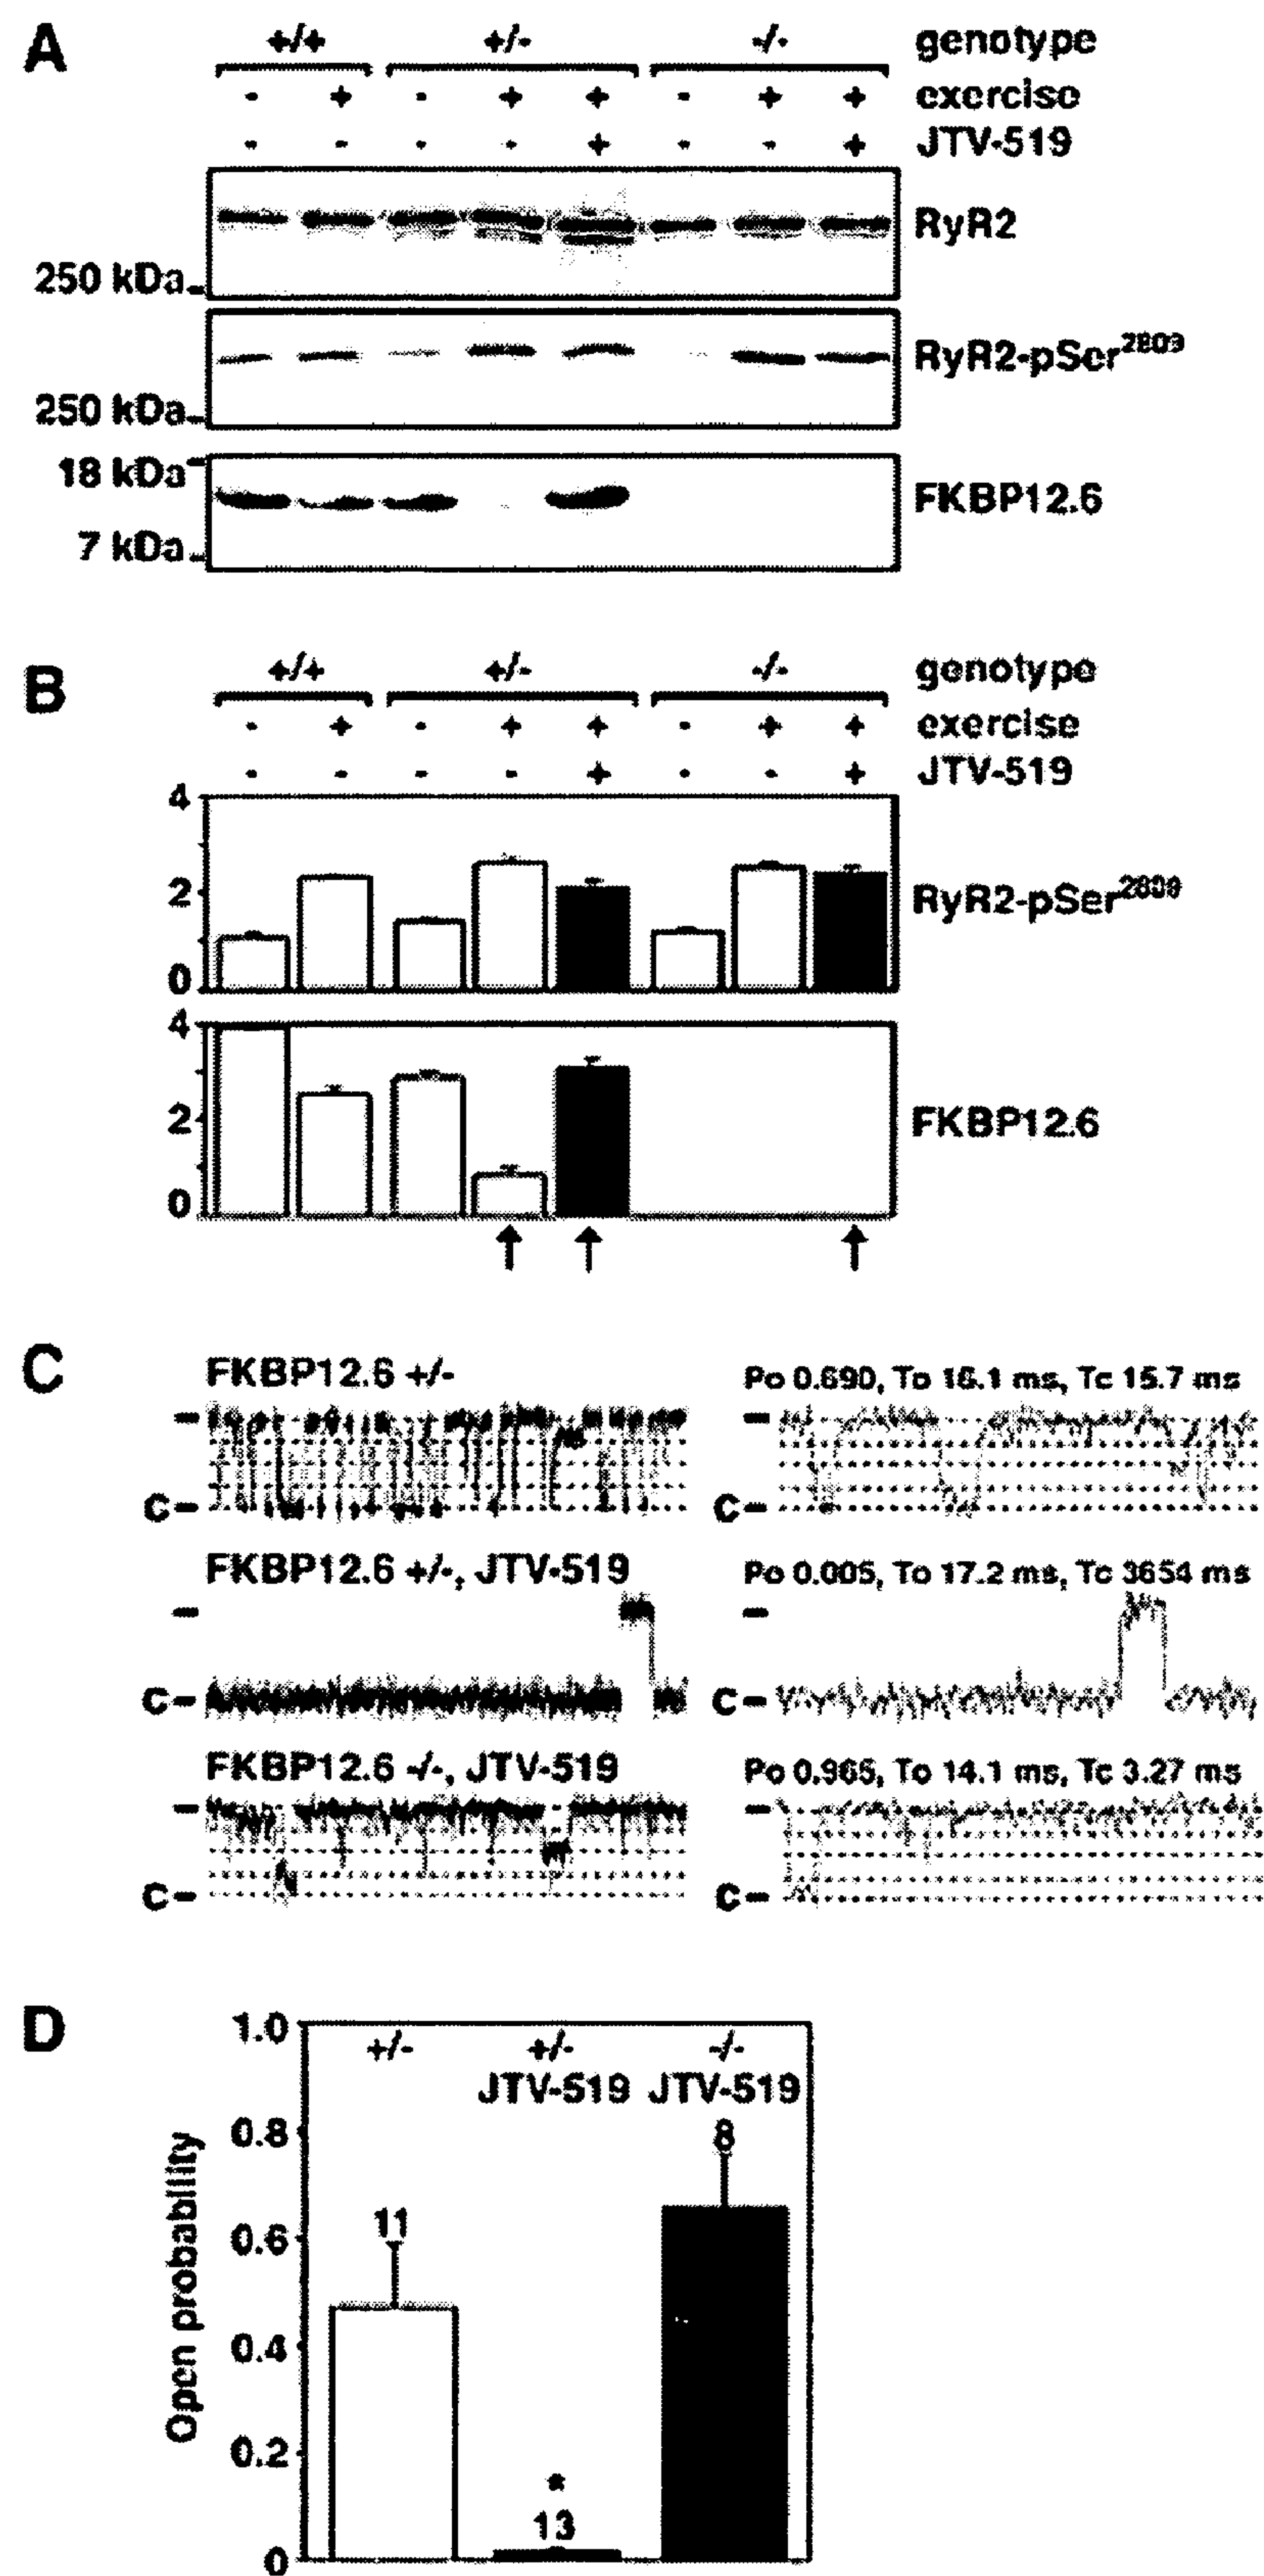 A
+/+ +/- -/- genotype
- + - + + - + + exercise
- - - - + - - + JTV-519
RyR2
250 kDa
RyR2-pSer2809
250 kDa
18 kDa
FKBP12.6
7 kDa
B
+/+ +/- -/- genotype
- + - + + - + + exercise
- - - - + - - + JTV-519
4
2
0
RyR2-pSer2809
4
2
0
FKBP12.6
C
FKBP12.6 +/- Po 0.690, To 16.1 ms, Tc 15.7 ms
C C
FKBP12.6 +/-, JTV-519 Po 0.005, To 17.2 ms, Tc 3654 ms
C C
FKBP12.6 -/-, JTV-519 Po 0.965, To 14.1 ms, Tc 3.27 ms
C C
D
Open probability
1.0
0.8
0.6
0.4
0.2
0
+/- +/- -/-
JTV-519 JTV-519
8
11
*
13